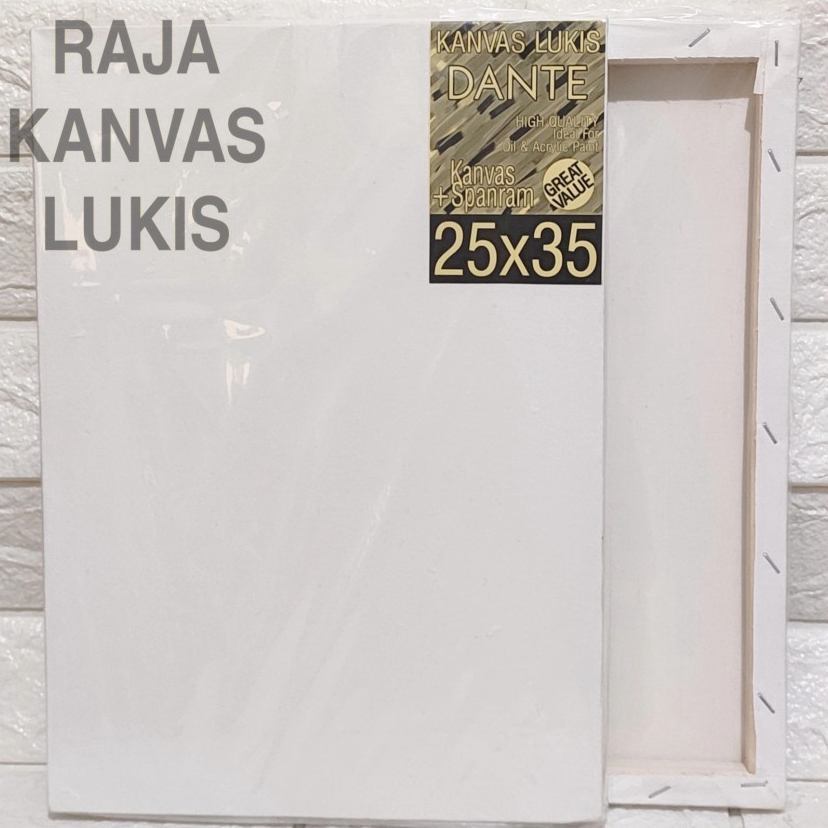 RAJA
KANVAS
LUKIS
KANVAS LUKIS
DANTE
HIGH QUALITY
Ideal For
Oil & Acrylic Paint
Kanvas
+ Spanram
GREAT
VALUE
25x35